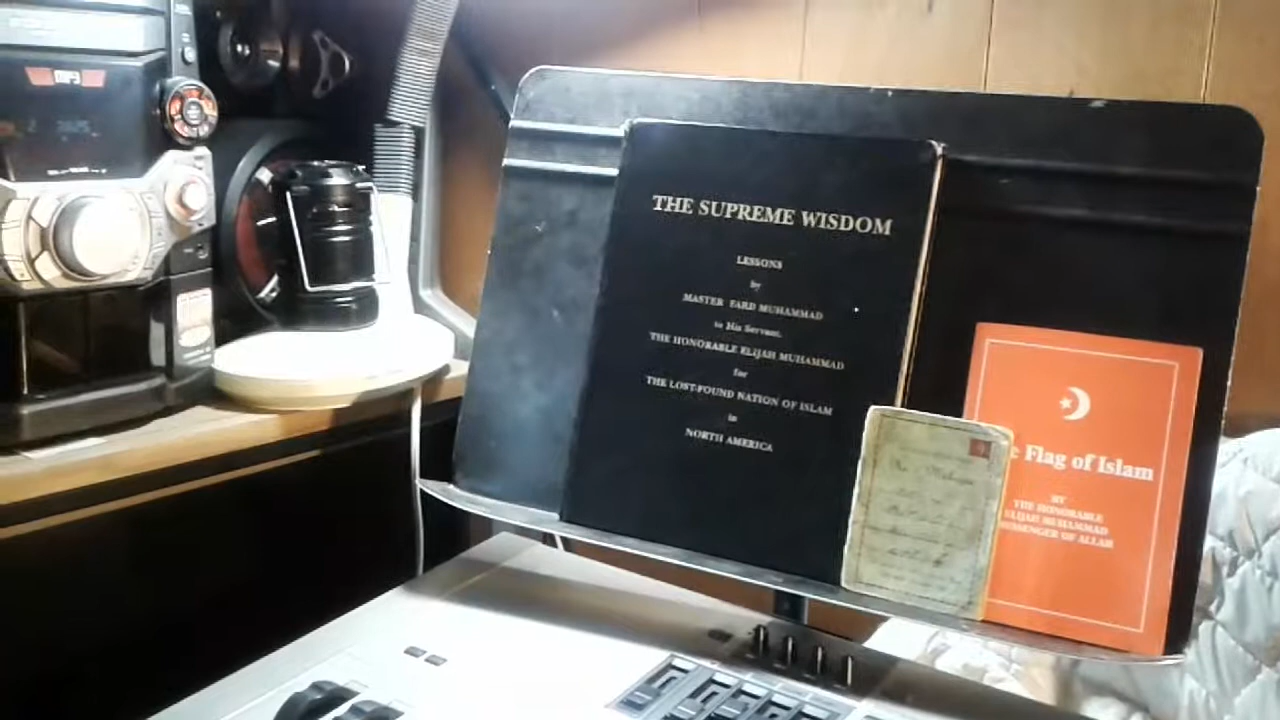 MP3
THE SUPREME WISDOM
LESSONS
by
MASTER FARD MUHAMMAD
to His Servant,
THE HONORABLE ELIJAH MUHAMMAD
for
THE LOST-FOUND NATION OF ISLAM
in
NORTH AMERICA
Flag of Islam
BY
THE HONORABLE
ELIJAH MUHAMMAD
MESSENGER OF ALLAH